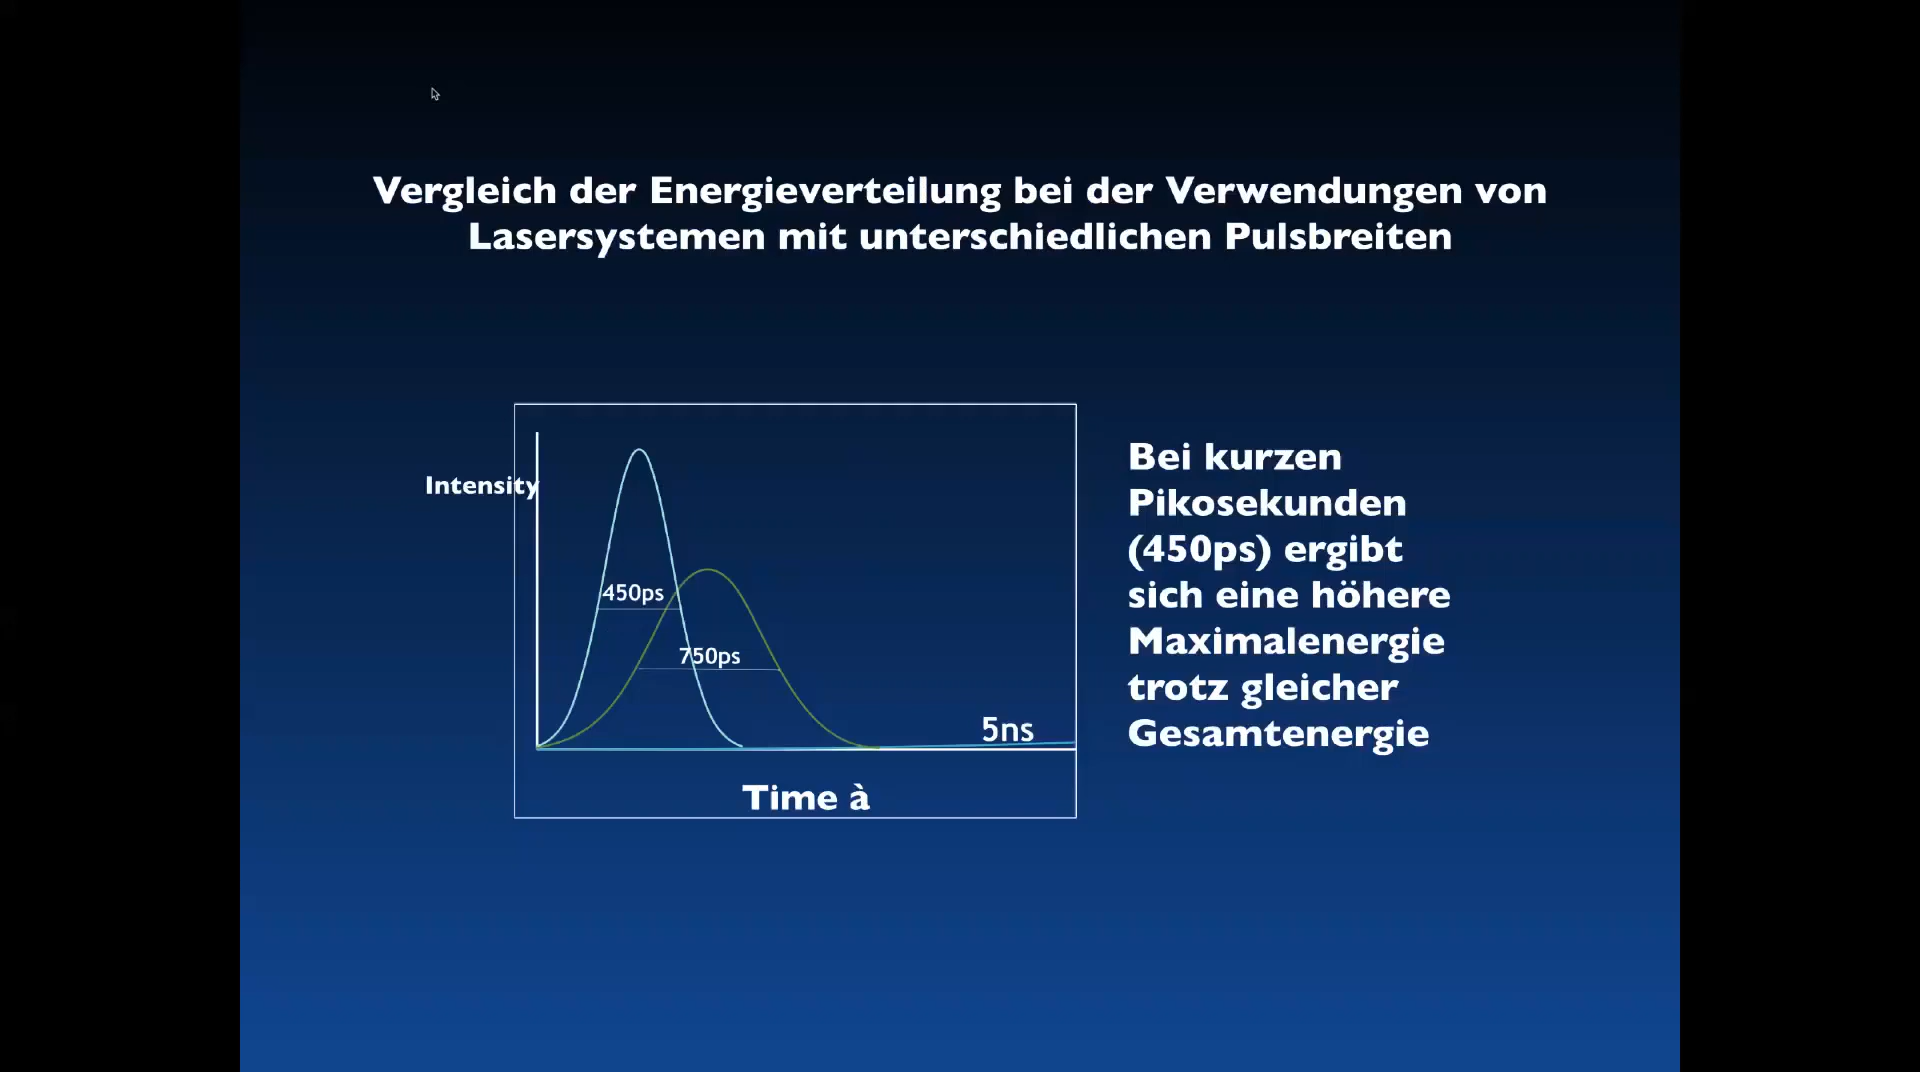 Vergleich der Energieverteilung bei der Verwendungen von
Lasersystemen mit unterschiedlichen Pulsbreiten
Intensity
450ps
750ps
5ns
Time à
Bei kurzen
Pikosekunden
(450ps) ergibt
sich eine höhere
Maximalenergie
trotz gleicher
Gesamtenergie